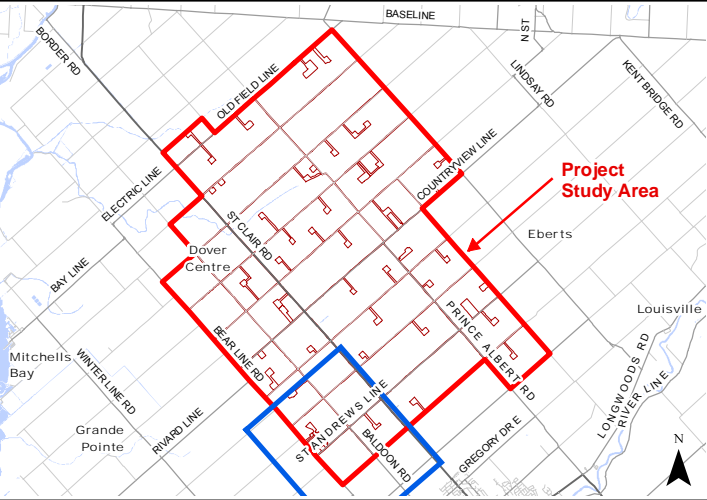 BASELINE
N ST
BORDER RD
LINDSAY RD
KENT BRIDGE RD
OLD FIELD LINE
COUNTRYVIEW LINE
Project
Study Area
ELECTRIC LINE
ST CLAIR RD
Eberts
Dover
Centre
BAY LINE
PRINCE ALBERT RD
Louisville
BEAR LINE RD
Mitchells
Bay
WINTER LINE RD
LONGWOODS RD
RIVER LINE
ST ANDREWS LINE
RIVARD LINE
Grande
Pointe
BALDOON RD
GREGORY DR E
N